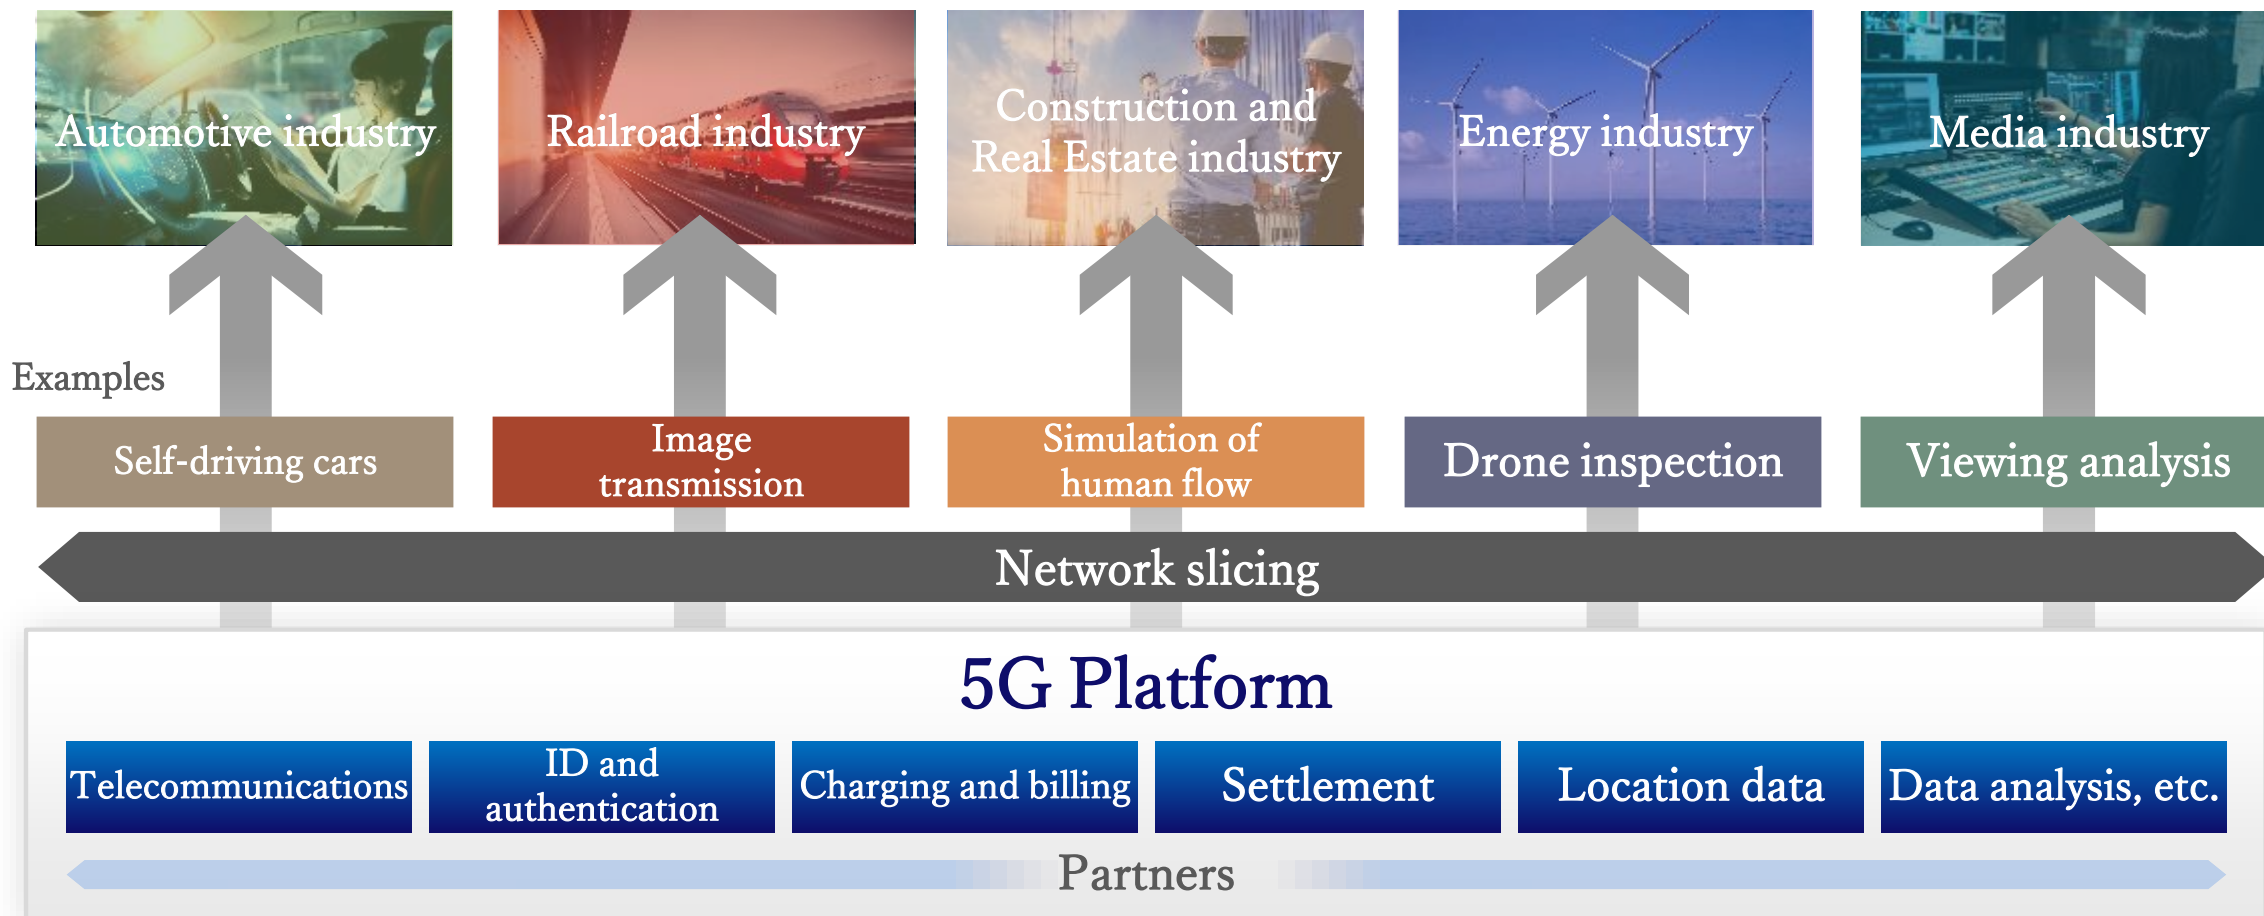 Automotive industry
Railroad industry
Construction and
Real Estate industry
Energy industry
Media industry
Examples
Self-driving cars
Image
transmission
Simulation of
human flow
Drone inspection
Viewing analysis
Network slicing
5G Platform
Telecommunications
ID and
authentication
Charging and billing
Settlement
Location data
Data analysis, etc.
Partners